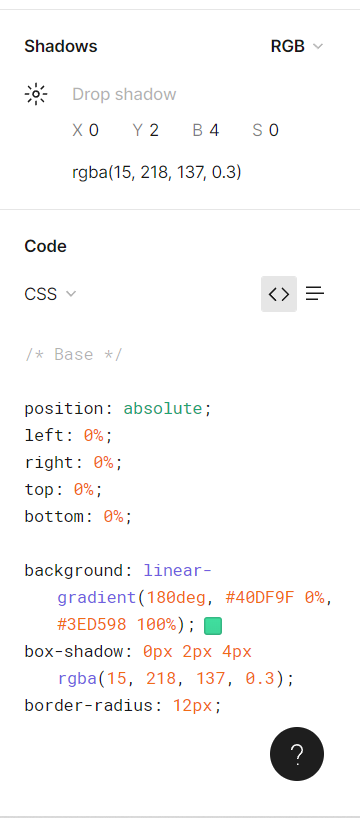 Shadows RGB
Drop shadow
X 0 Y 2 B 4 S 0
rgba(15, 218, 137, 0.3)
Code
CSS
/* Base */
position: absolute;
left: 0%;
right: 0%;
top: 0%;
bottom: 0%;
background: linear-
gradient(180deg, #40DF9F 0%,
#3ED598 100%);
box-shadow: 0px 2px 4px
rgba(15, 218, 137, 0.3);
border-radius: 12px;
?